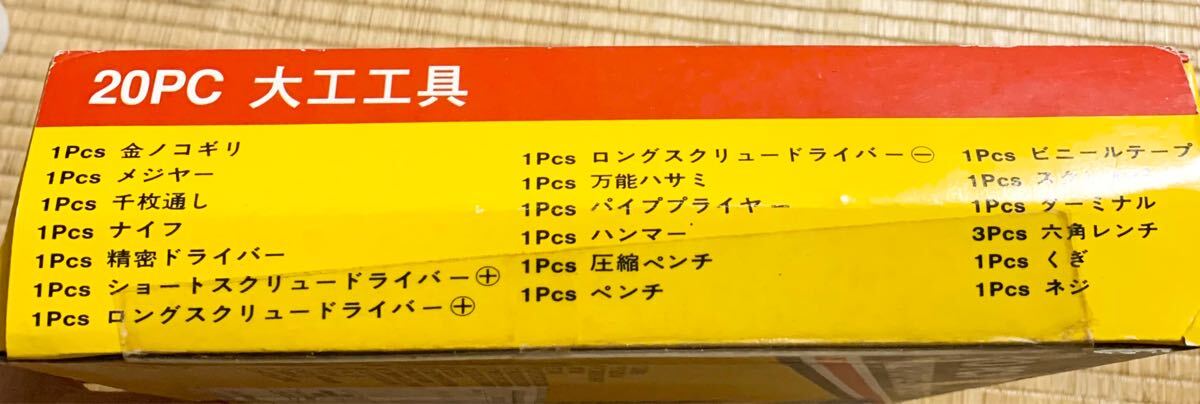 20PC 大工工具
1Pcs 金ノコギリ
1Pcs メジヤー
1Pcs 千枚通し
1Pcs ナイフ
1Pcs 精密ドライバー
1Pcs ショートスクリュードライバー⊕
1Pcs ロングスクリュードライバー⊕
1Pcs ロングスクリュードライバー⊖
1Pcs 万能ハサミ
1Pcs パイププライヤー
1Pcs ハンマー
1Pcs 圧縮ペンチ
1Pcs ペンチ
1Pcs ビニールテープ
1Pcs
1Pcs ターミナル
3Pcs 六角レンチ
1Pcs くぎ
1Pcs ネジ